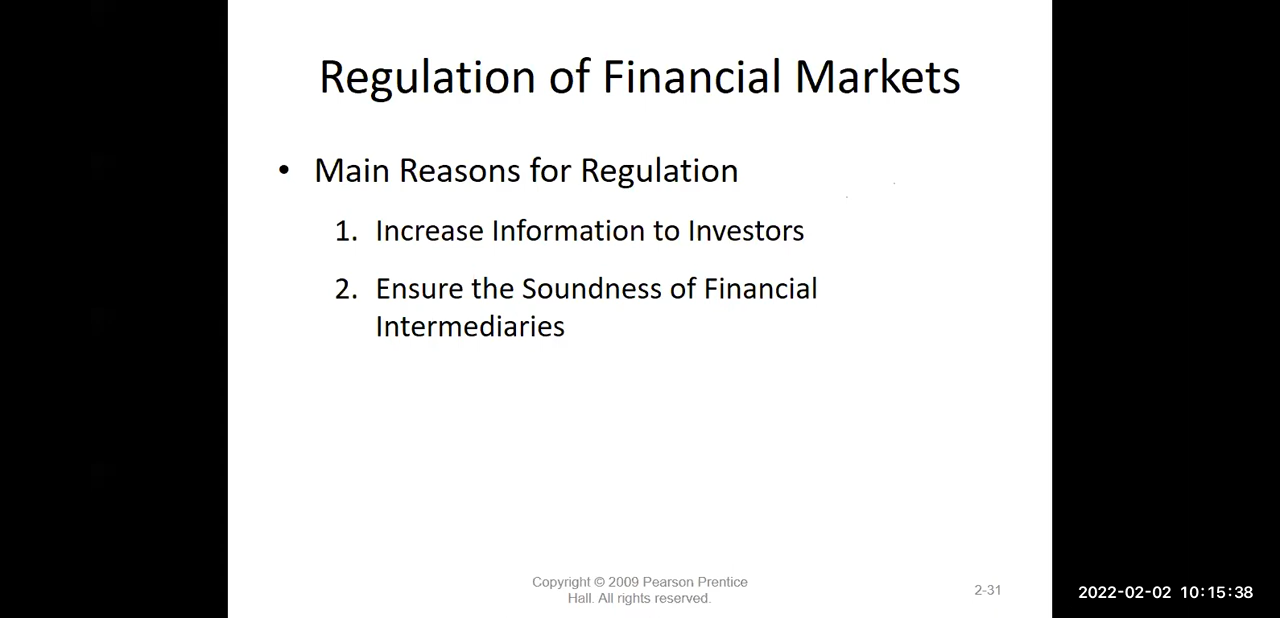 Regulation of Financial Markets
• Main Reasons for Regulation
1. Increase Information to Investors
2. Ensure the Soundness of Financial
Intermediaries
Copyright © 2009 Pearson Prentice
Hall. All rights reserved.
2-31
2022-02-02 10:15:38